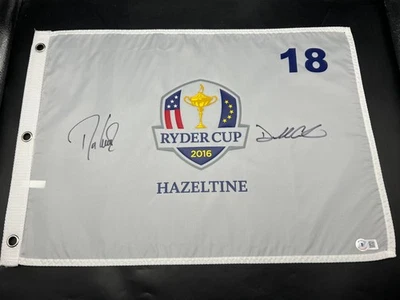 18
RYDER CUP
2016
HAZELTINE